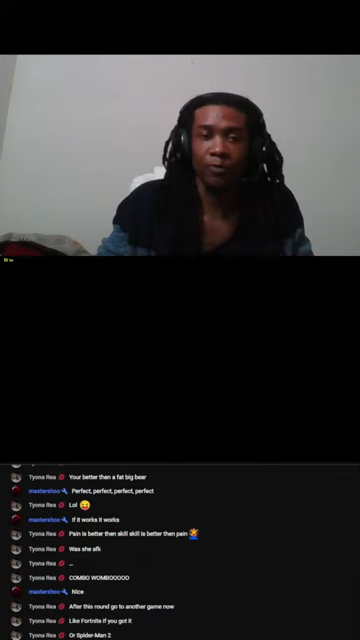 Tyona Rea Your better then a fat big bear
mastershoo Perfect, perfect, perfect, perfect
Tyona Rea Lol
mastershoo If it works it works
Tyona Rea Pain is better then skill skill is better then pain
Tyona Rea Was she afk
Tyona Rea ..
Tyona Rea COMBO WOMBOOOOO
mastershoo Nice
Tyona Rea After this round go to another game now
Tyona Rea Like Fortnite if you got it
Tyona Rea Or Spider-Man 2